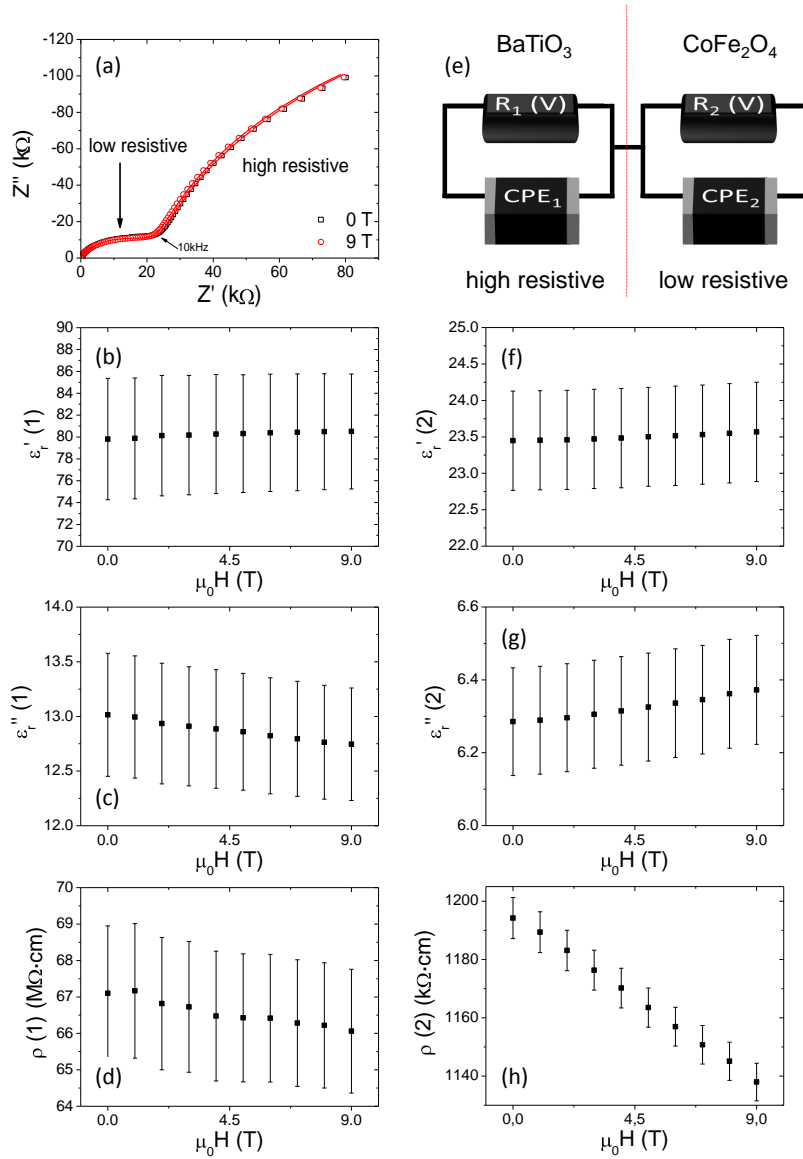 (a)
-120
-100
-80
-60
-40
-20
0
Z'' (kΩ)
low resistive
high resistive
0 T
9 T
10kHz
0 20 40 60 80
Z' (kΩ)
(e)
BaTiO3 CoFe2O4
R1 (V) R2 (V)
CPE1 CPE2
high resistive low resistive
(b)
90
88
86
84
82
80
78
76
74
72
70
εr' (1)
0.0 4.5 9.0
μ0H (T)
(f)
25.0
24.5
24.0
23.5
23.0
22.5
22.0
εr' (2)
0.0 4.5 9.0
μ0H (T)
14.0
13.5
13.0
12.5
12.0
εr'' (1)
(c)
0.0 4.5 9.0
μ0H (T)
(g)
6.6
6.4
6.2
6.0
εr'' (2)
0.0 4.5 9.0
μ0H (T)
70
69
68
67
66
65
64
ρ (1) (MΩ·cm)
(d)
0.0 4.5 9.0
μ0H (T)
1200
1180
1160
1140
ρ (2) (kΩ·cm)
(h)
0,0 4,5 9,0
μ0H (T)